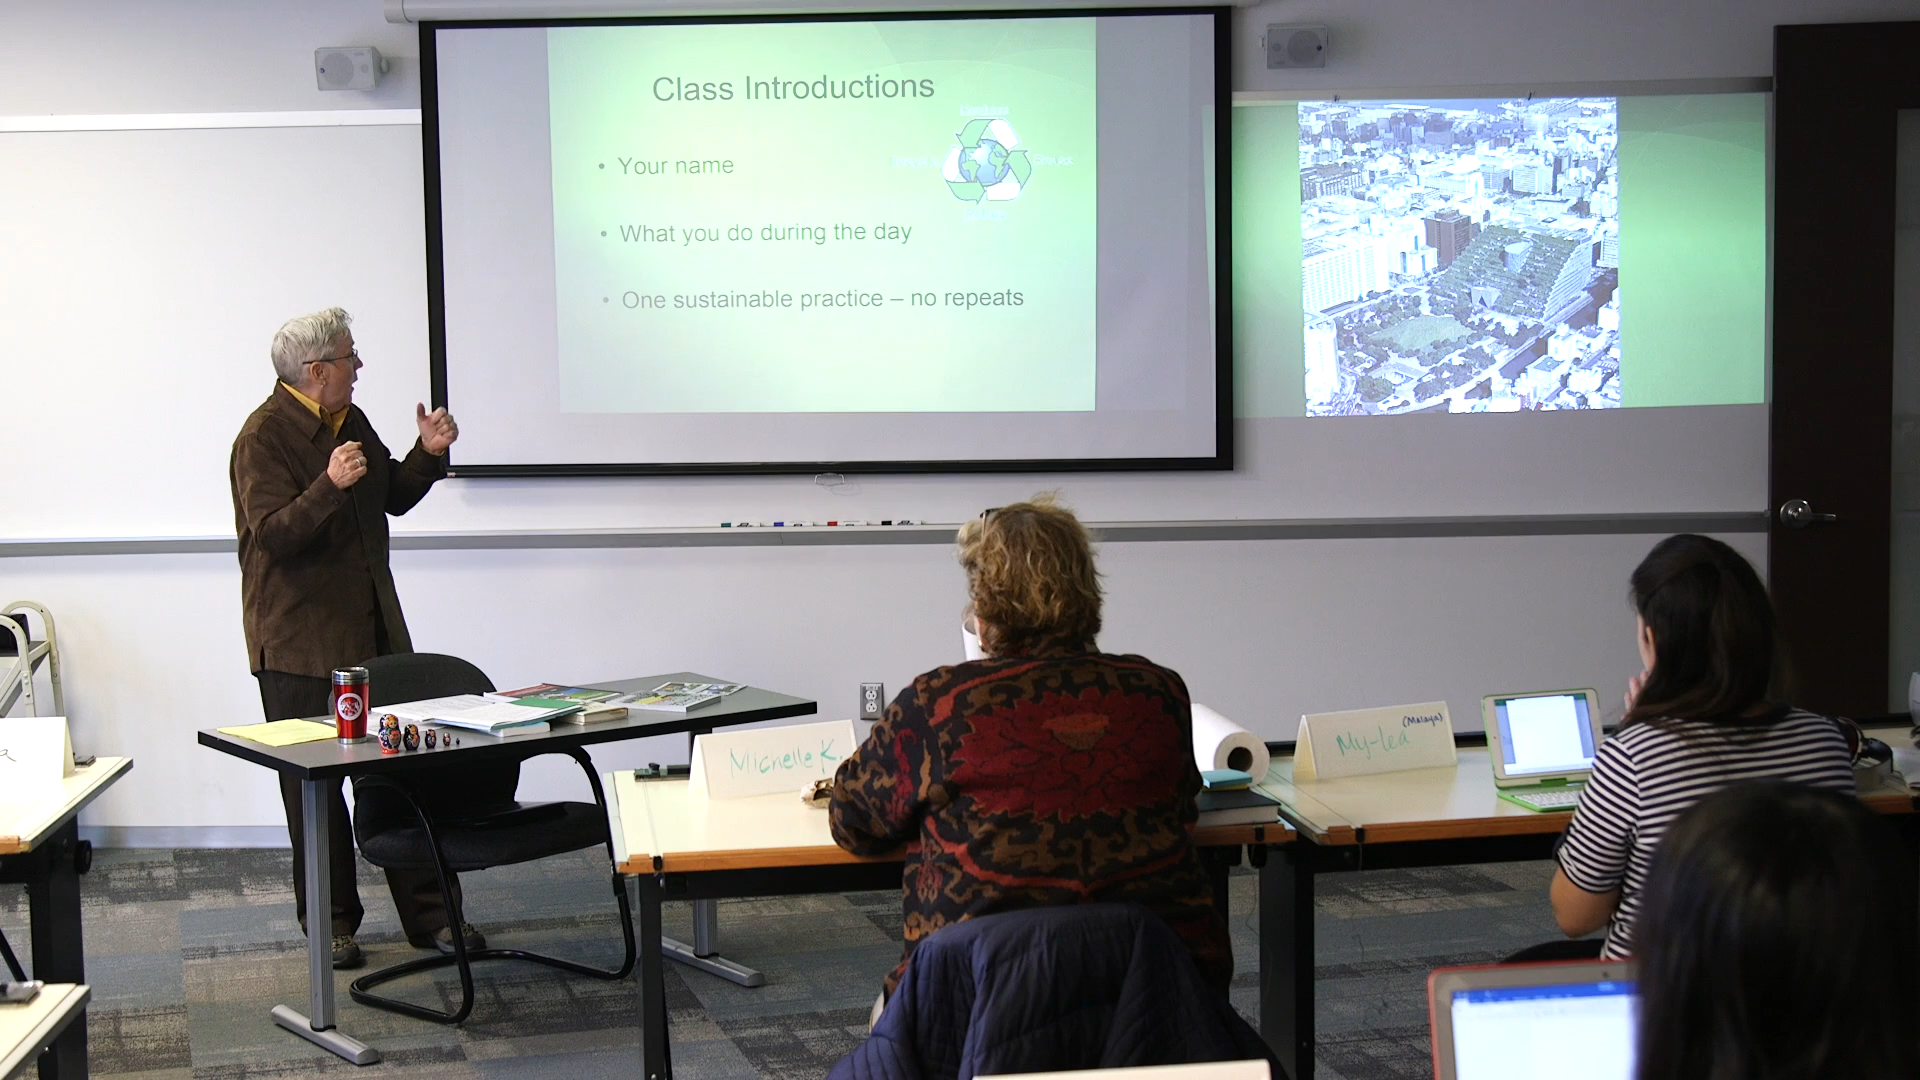 Class Introductions
• Your name
• What you do during the day
• One sustainable practice – no repeats
Michelle K.
(Malaya)
My-Lea